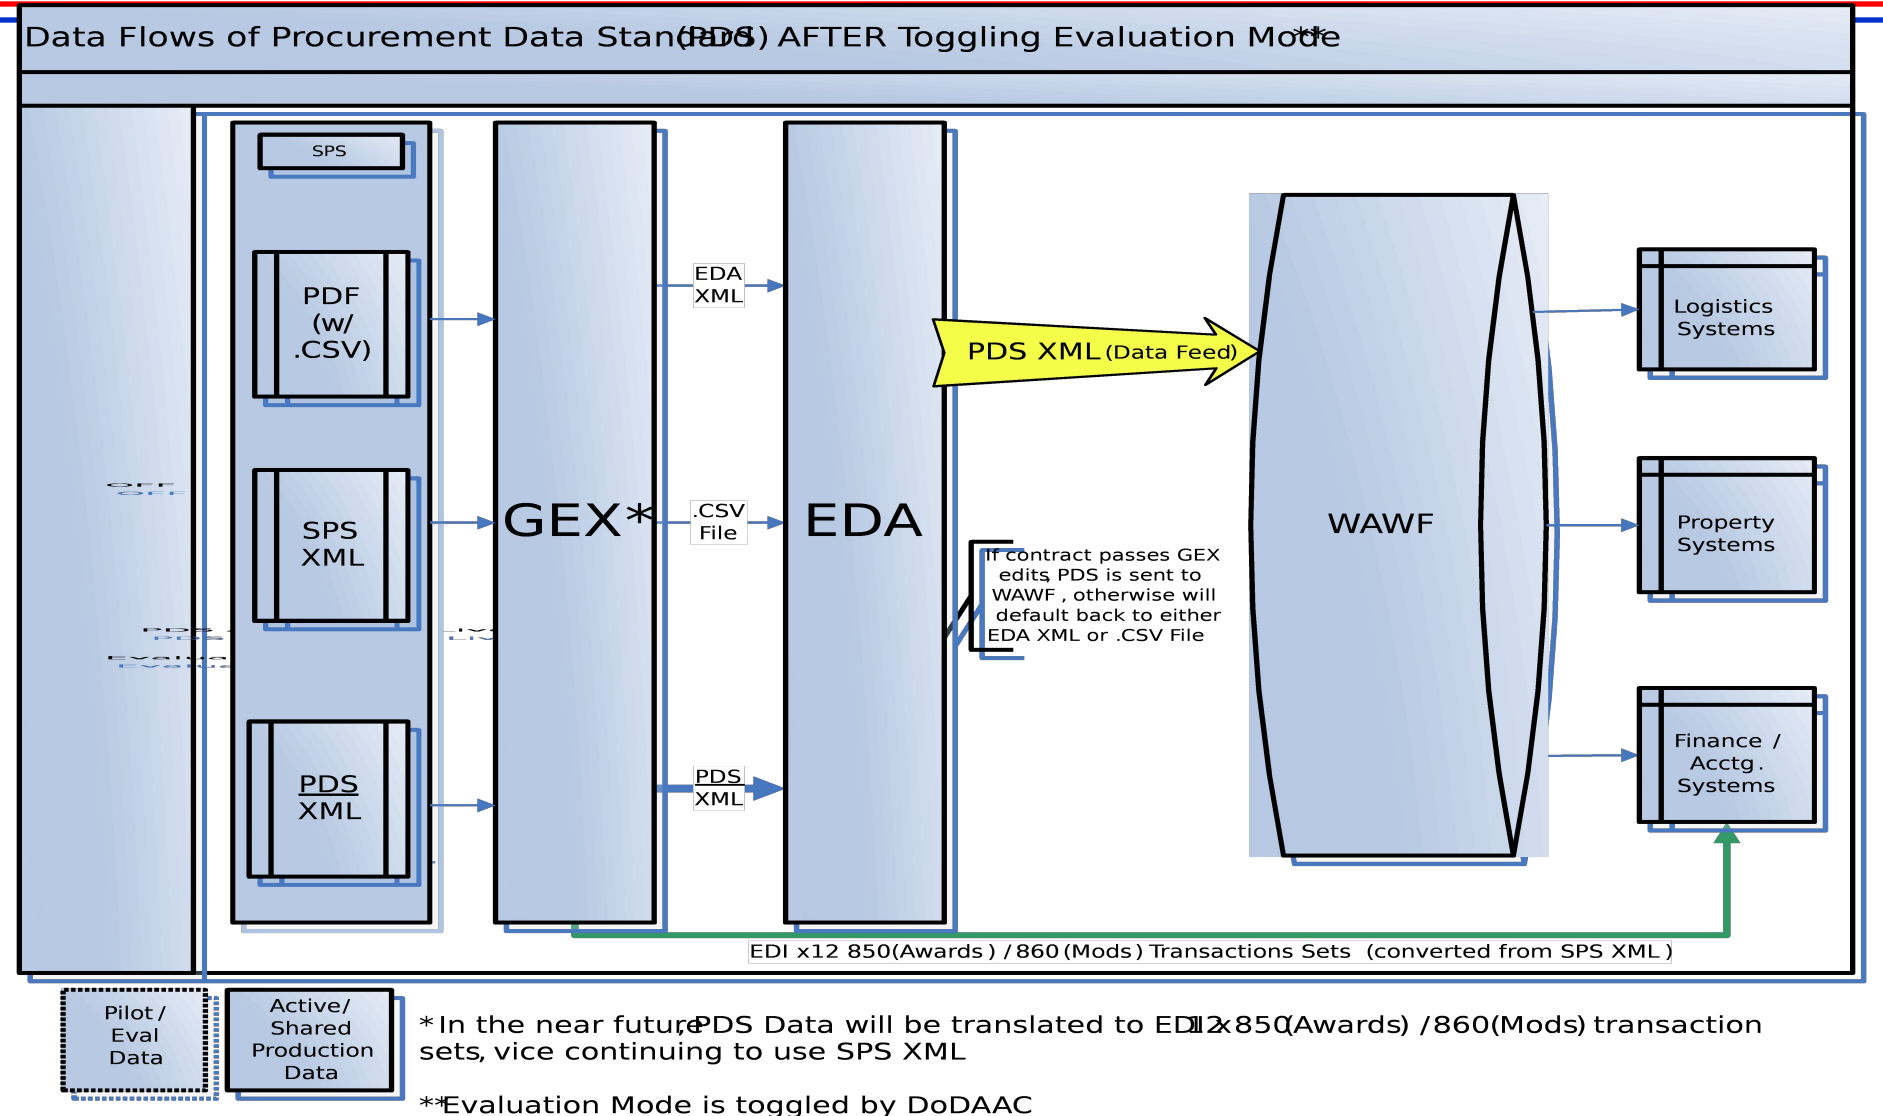 Data Flows of Procurement Data Standard (PDS) AFTER Toggling Evaluation Mode**
SPS
PDF
(w/
.CSV)
SPS
XML
PDS
XML
OFF
GEX*
EDA
XML
.CSV
File
PDS
XML
EDA
PDS XML (Data Feed)
If contract passes GEX
edits, PDS is sent to
WAWF , otherwise will
default back to either
EDA XML or .CSV File
WAWF
Logistics
Systems
Property
Systems
Finance /
Acctg.
Systems
EDI x12 850(Awards) /860(Mods) Transactions Sets (converted from SPS XML)
Pilot/
Eval
Data
Active/
Shared
Production
Data
*In the near future, PDS Data will be translated to EDI x12 850(Awards) /860(Mods) transaction
sets, vice continuing to use SPS XML.
**Evaluation Mode is toggled by DoDAAC